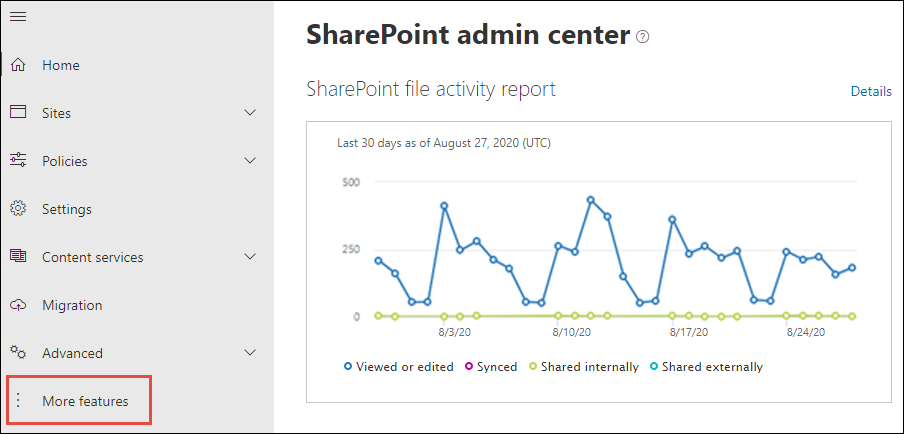 Home
Sites
Policies
Settings
Content services
Migration
Advanced
More features
SharePoint admin center ?
SharePoint file activity report
Details
Last 30 days as of August 27, 2020 (UTC)
500
250
0
8/3/20 8/10/20 8/17/20 8/24/20
Viewed or edited Synced Shared internally Shared externally